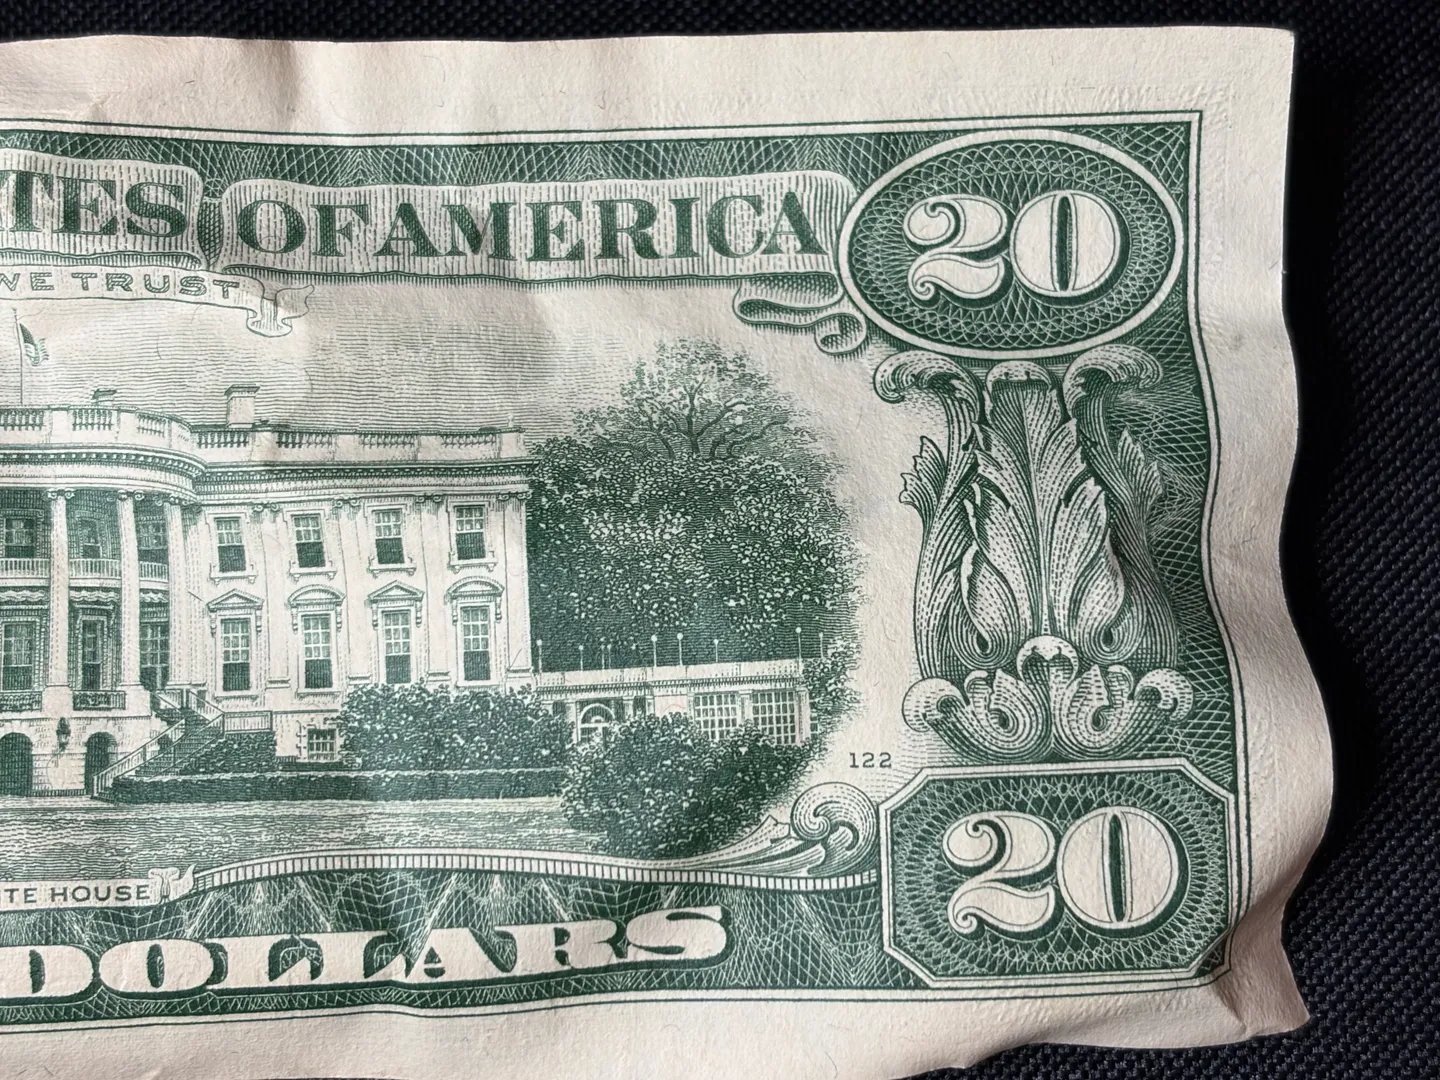 TES OF AMERICA
20
WE TRUST
122
20
TE HOUSE
DOLLARS